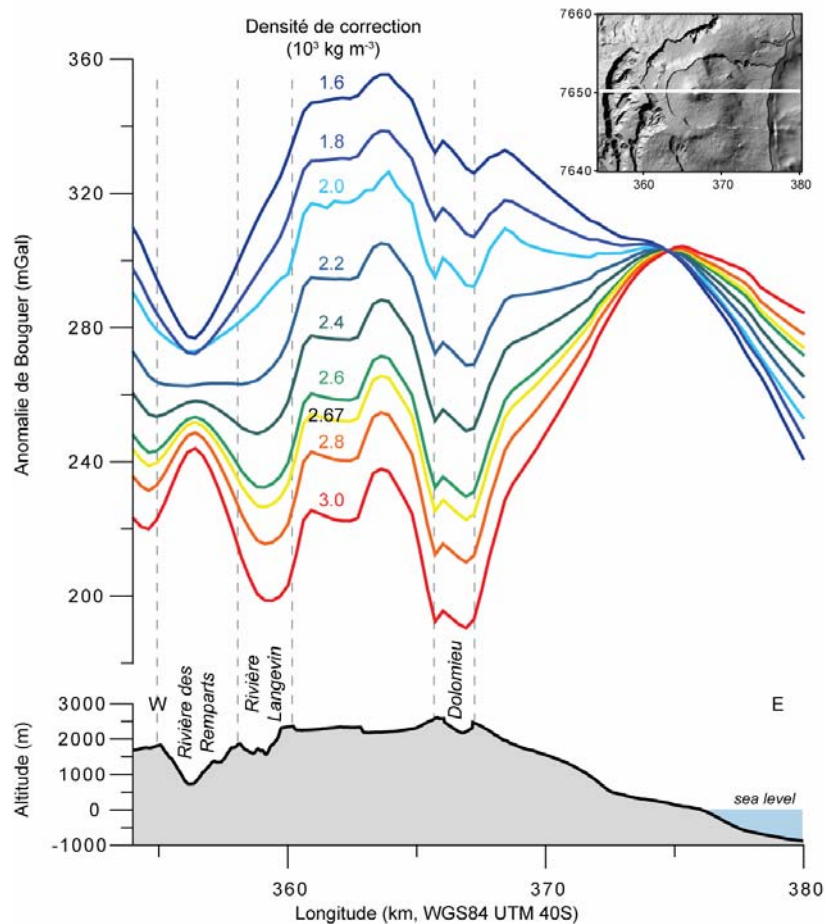 Densité de correction
(10³ kg m⁻³)
360
320
280
240
200
Anomalie de Bouguer (mGal)
1.6
1.8
2.0
2.2
2.4
2.6
2.67
2.8
3.0
7660
7650
7640
360
370
380
W
Rivière des
Remparts
Rivière
Langevin
Dolomieu
E
3000
2000
1000
0
-1000
Altitude (m)
sea level
360
370
380
Longitude (km, WGS84 UTM 40S)